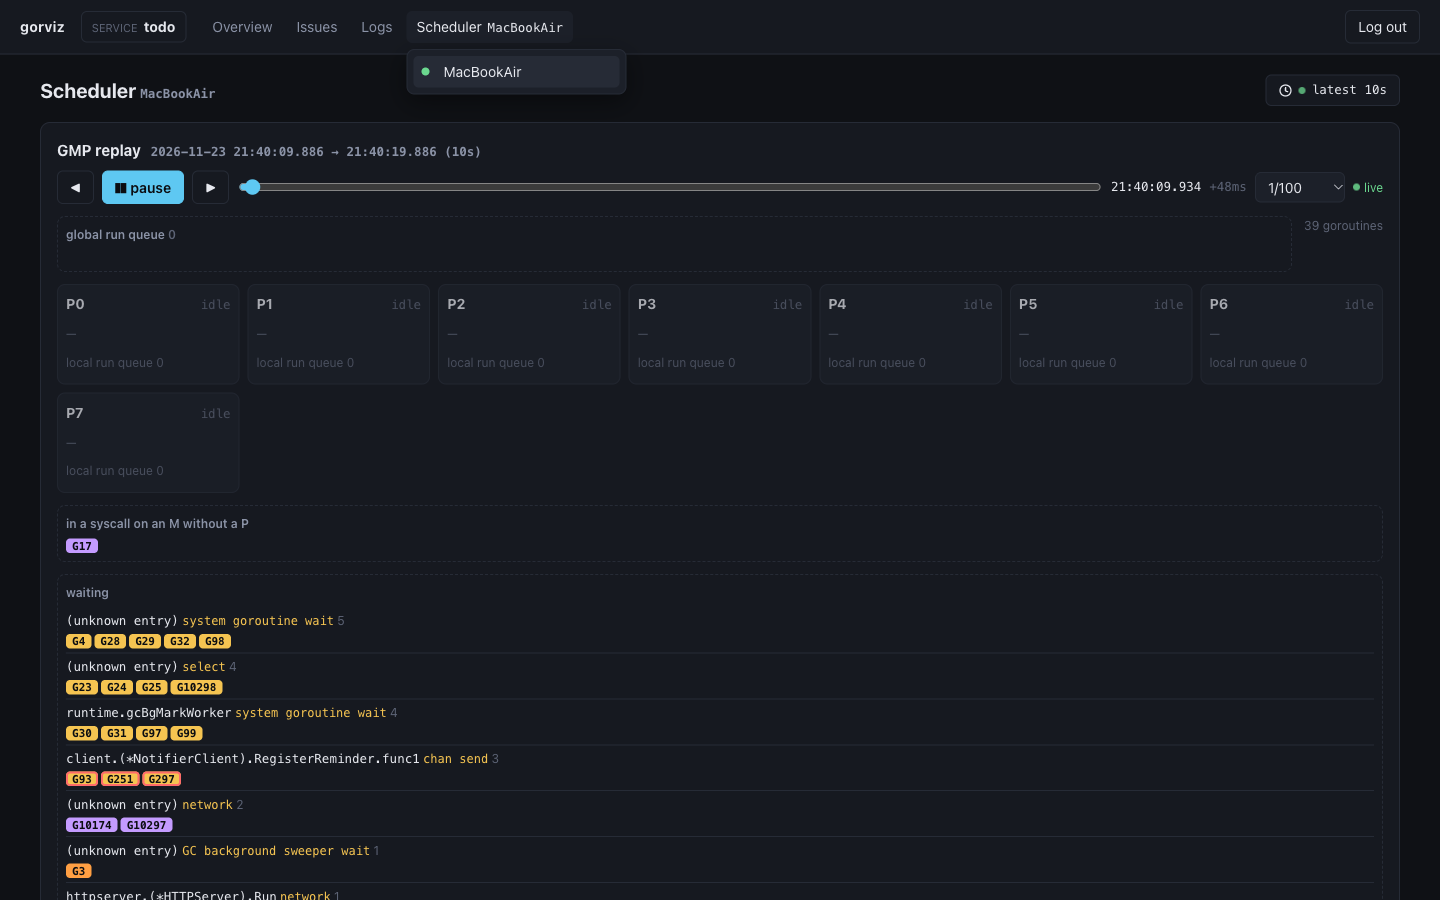 gorviz SERVICE todo Overview Issues Logs Scheduler MacBookAir Log out
MacBookAir
Scheduler MacBookAir latest 10s
GMP replay 2026-11-23 21:40:09.886 → 21:40:19.886 (10s)
◀ pause ▶ 21:40:09.934 +48ms 1/100 live
global run queue 0 39 goroutines
P0 idle P1 idle P2 idle P3 idle P4 idle P5 idle P6 idle
— — — — — — —
local run queue 0 local run queue 0 local run queue 0 local run queue 0 local run queue 0 local run queue 0 local run queue 0
P7 idle
—
local run queue 0
in a syscall on an M without a P
G17
waiting
(unknown entry) system goroutine wait 5
G4 G28 G29 G32 G98
(unknown entry) select 4
G23 G24 G25 G10298
runtime.gcBgMarkWorker system goroutine wait 4
G30 G31 G97 G99
client.(*NotifierClient).RegisterReminder.func1 chan send 3
G93 G251 G297
(unknown entry) network 2
G10174 G10297
(unknown entry) GC background sweeper wait 1
G3
httpserver.(*HTTPServer).Run network 1